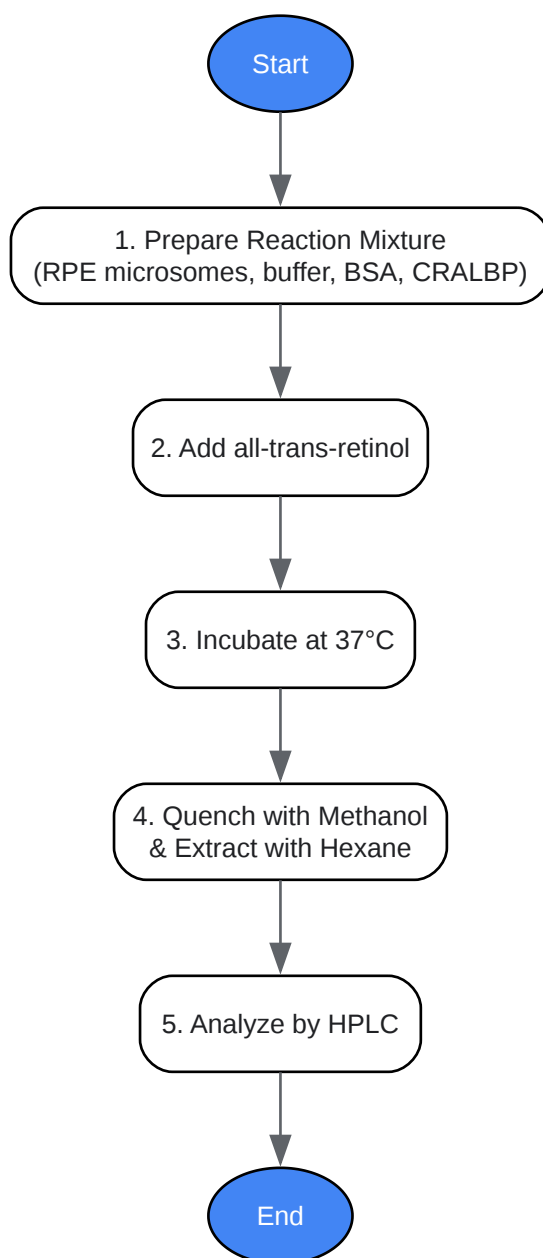 Start
1. Prepare Reaction Mixture
(RPE microsomes, buffer, BSA, CRALBP)
2. Add all-trans-retinol
3. Incubate at 37°C
4. Quench with Methanol
& Extract with Hexane
5. Analyze by HPLC
End